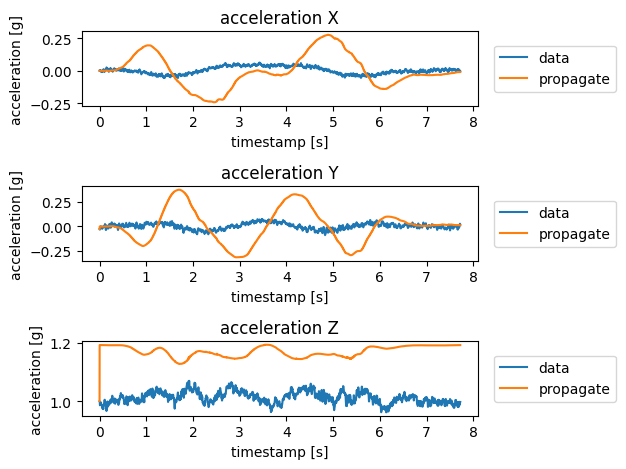 acceleration X
acceleration [g]
0.25
0.00
−0.25
0 1 2 3 4 5 6 7 8
timestamp [s]
data
propagate
acceleration Y
acceleration [g]
0.25
0.00
−0.25
0 1 2 3 4 5 6 7 8
timestamp [s]
data
propagate
acceleration Z
acceleration [g]
1.2
1.0
0 1 2 3 4 5 6 7 8
timestamp [s]
data
propagate